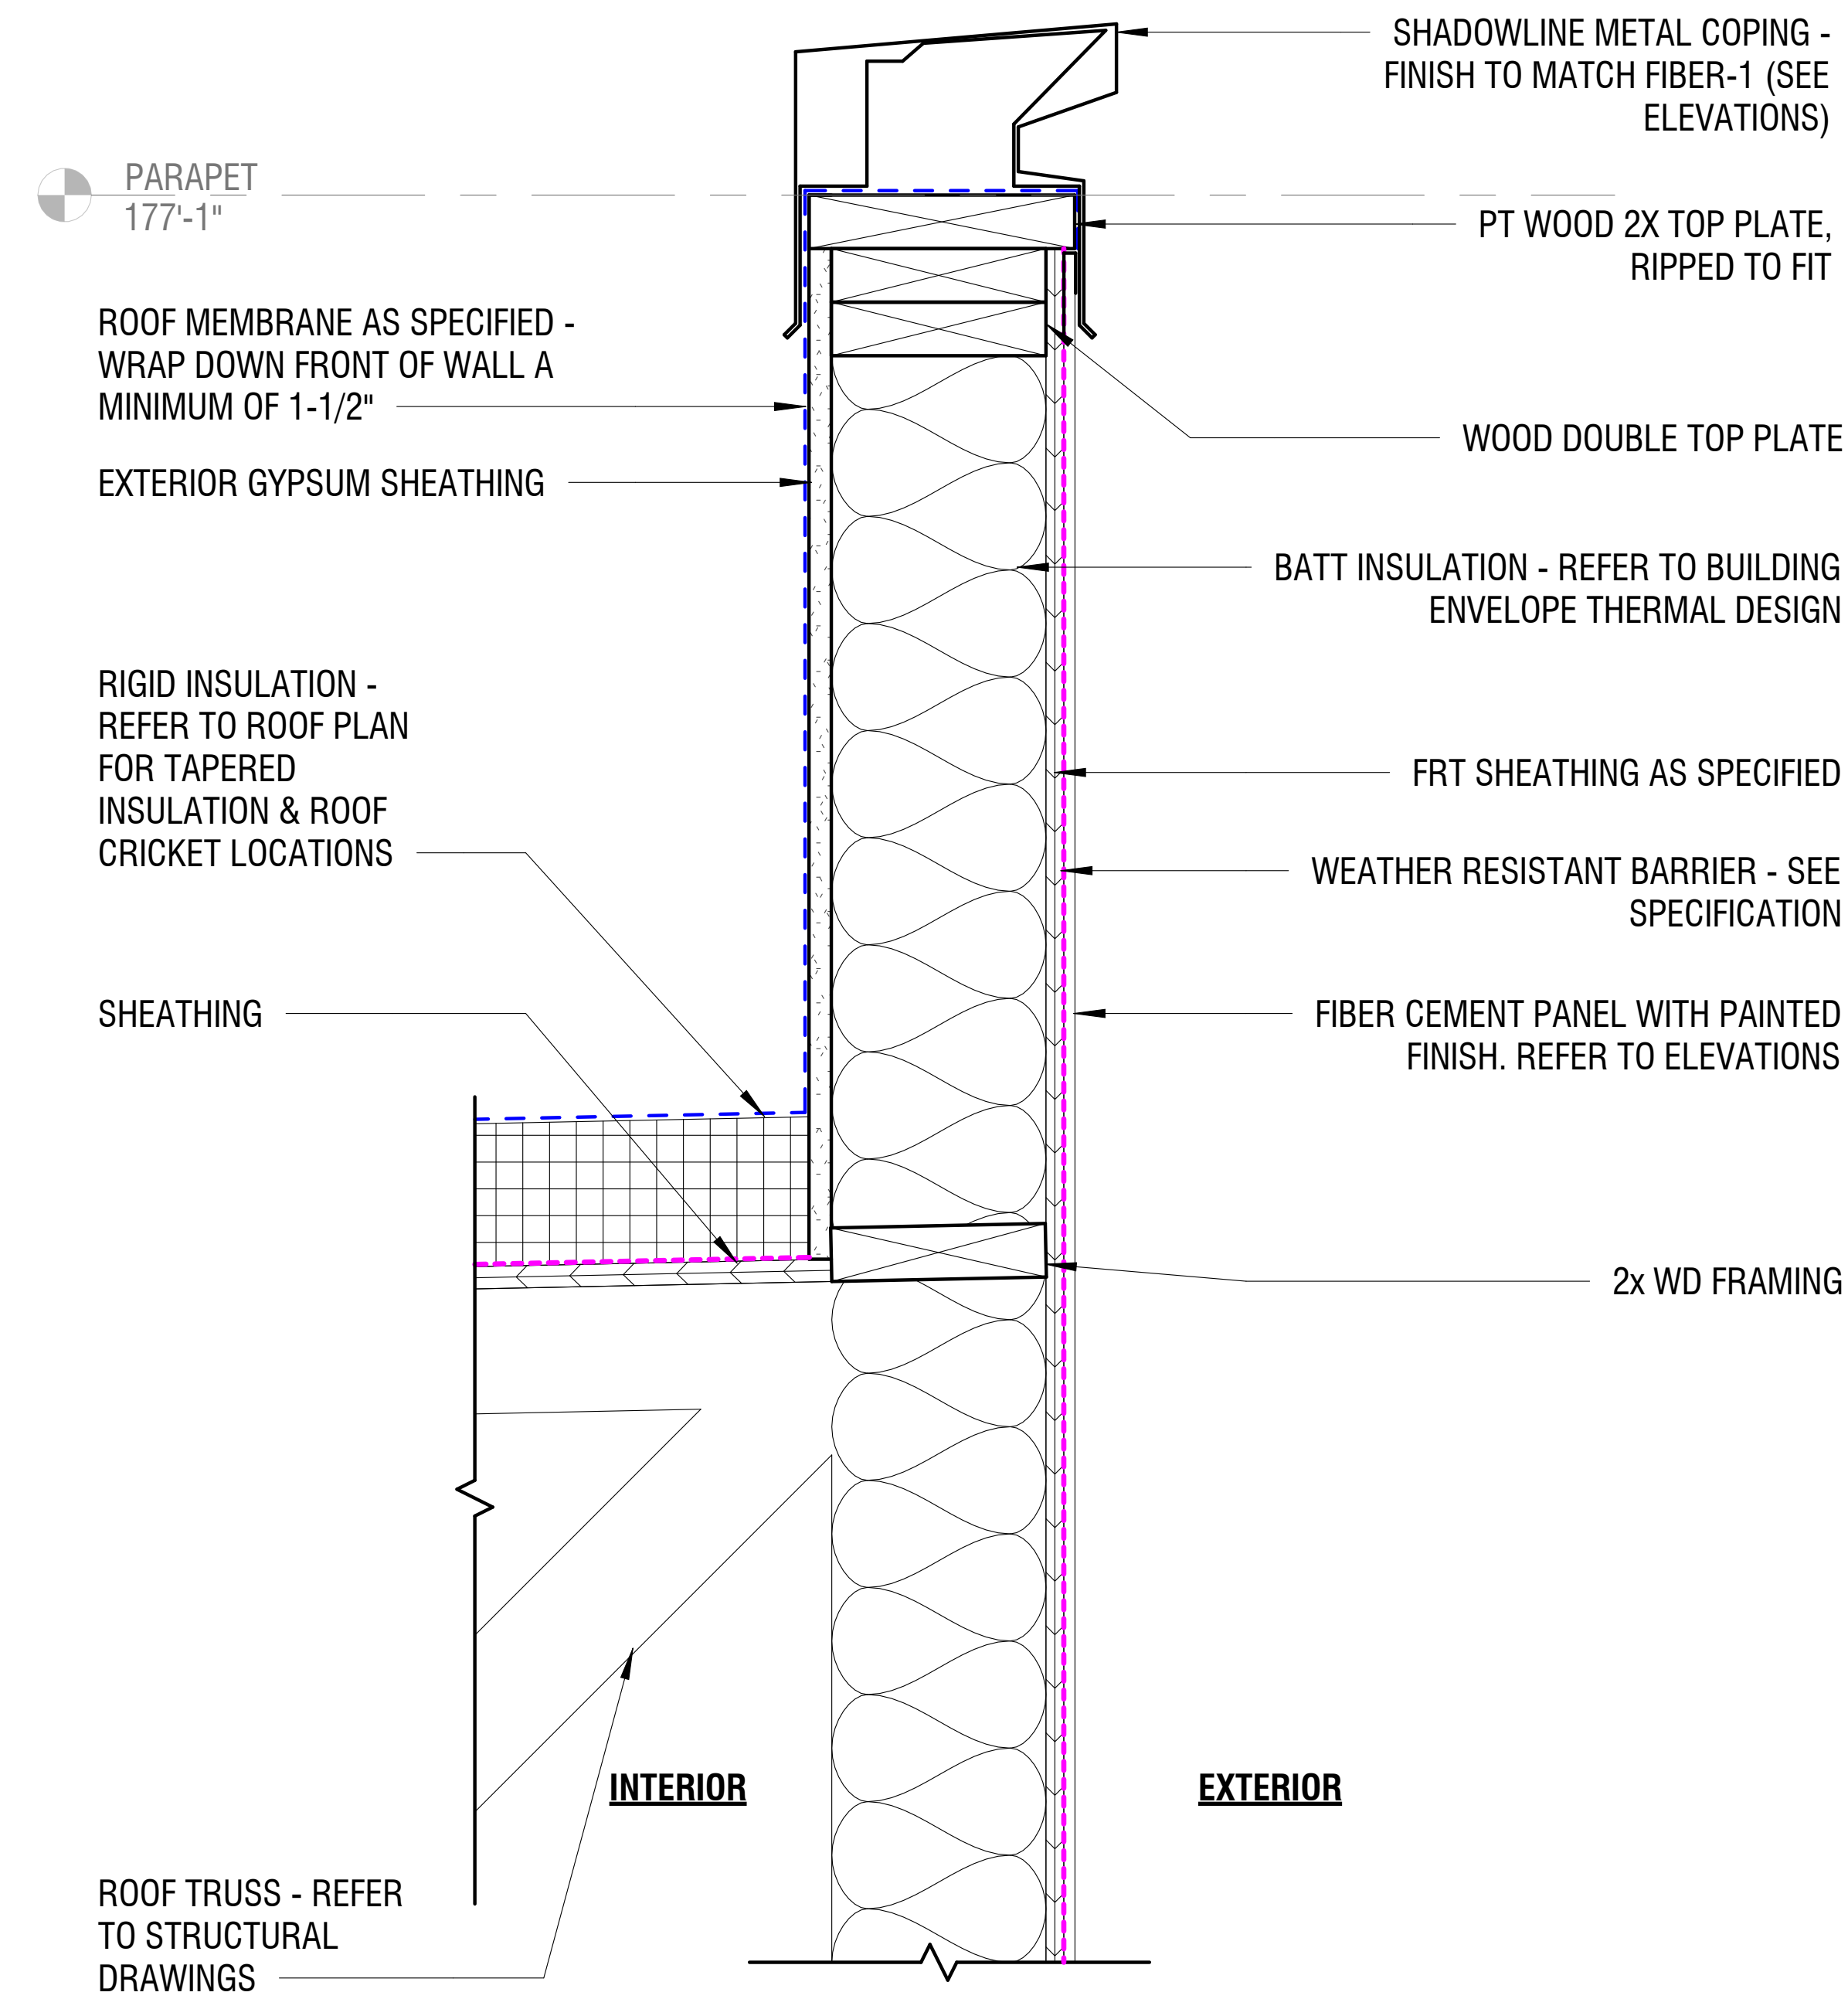 SHADOWLINE METAL COPING -
FINISH TO MATCH FIBER-1 (SEE
ELEVATIONS)
PARAPET
177'-1"
PT WOOD 2X TOP PLATE,
RIPPED TO FIT
ROOF MEMBRANE AS SPECIFIED -
WRAP DOWN FRONT OF WALL A
MINIMUM OF 1-1/2"
WOOD DOUBLE TOP PLATE
EXTERIOR GYPSUM SHEATHING
BATT INSULATION - REFER TO BUILDING
ENVELOPE THERMAL DESIGN
RIGID INSULATION -
REFER TO ROOF PLAN
FOR TAPERED
INSULATION & ROOF
CRICKET LOCATIONS
FRT SHEATHING AS SPECIFIED
WEATHER RESISTANT BARRIER - SEE
SPECIFICATION
SHEATHING
FIBER CEMENT PANEL WITH PAINTED
FINISH. REFER TO ELEVATIONS
2x WD FRAMING
INTERIOR
EXTERIOR
ROOF TRUSS - REFER
TO STRUCTURAL
DRAWINGS